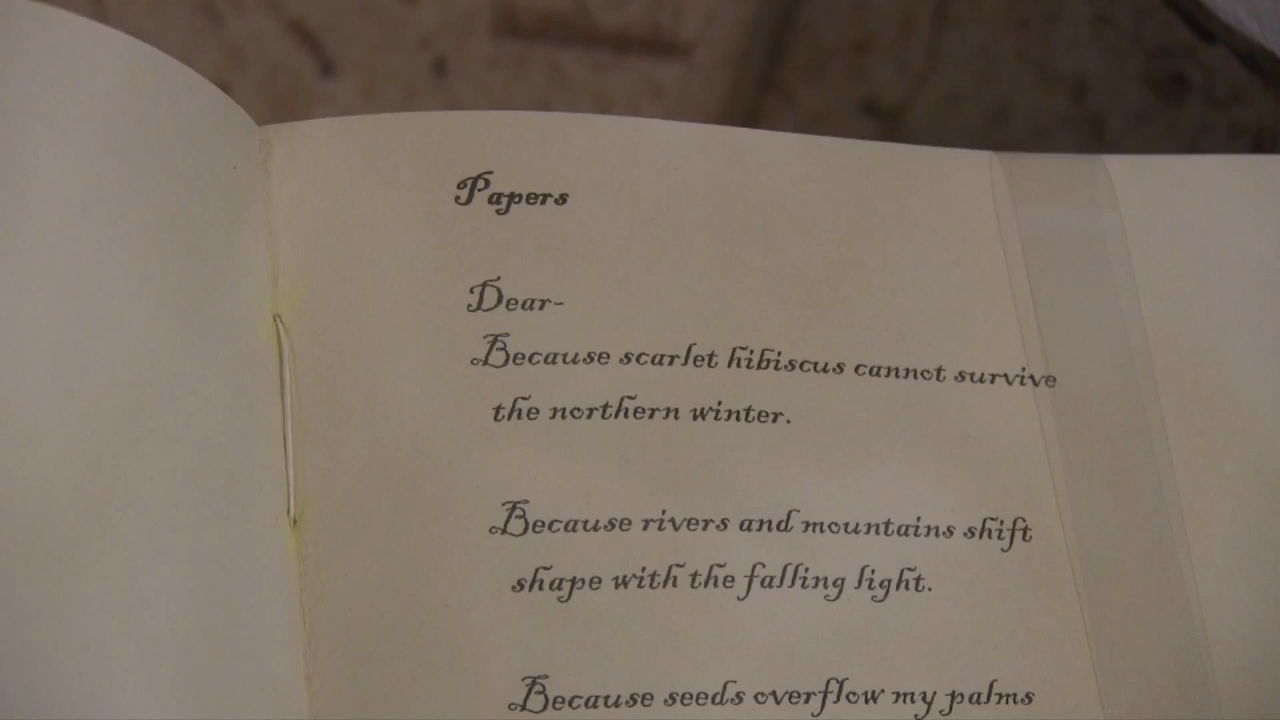 Papers
Dear-
Because scarlet hibiscus cannot survive
the northern winter.
Because rivers and mountains shift
shape with the falling light.
Because seeds overflow my palms